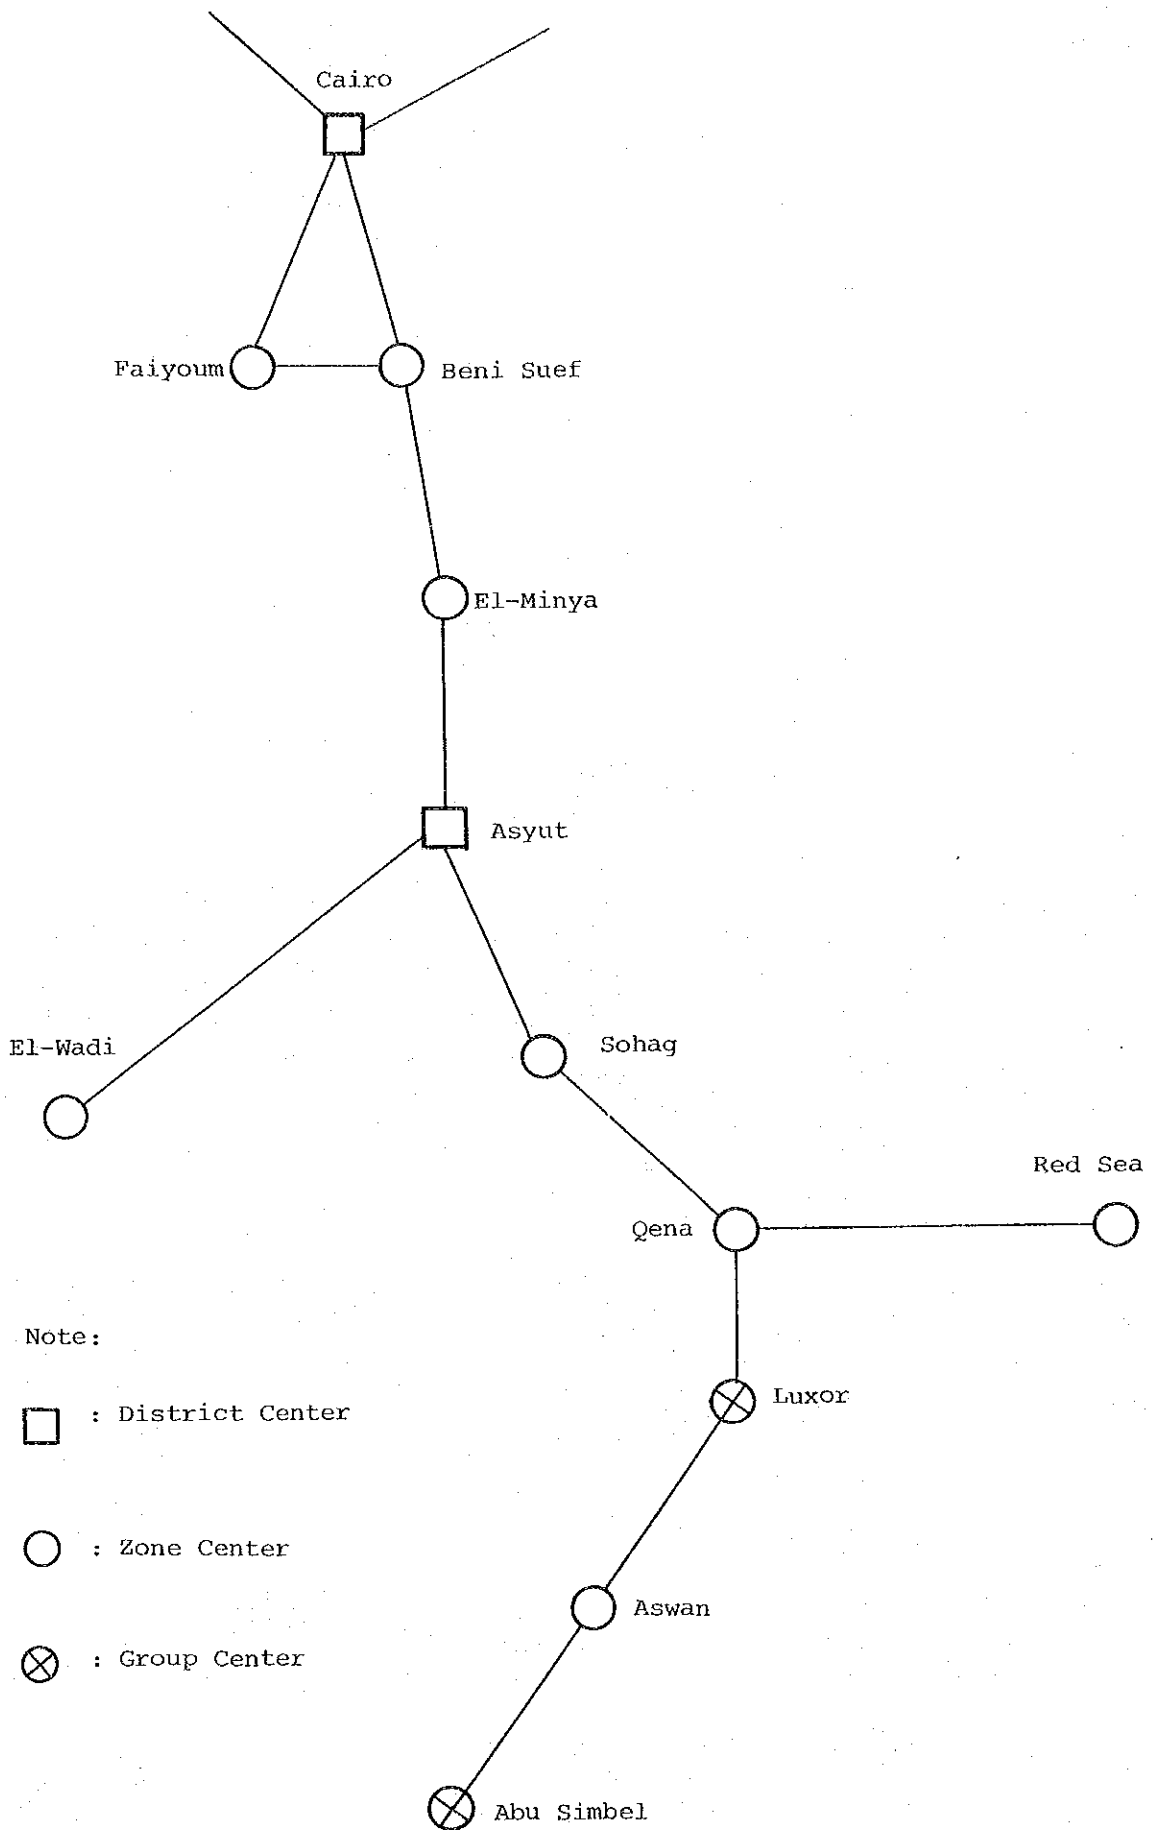 Cairo
Faiyoum
Beni Suef
El-Minya
Asyut
El-Wadi
Sohag
Red Sea
Qena
Note:
: District Center
Luxor
: Zone Center
Aswan
: Group Center
Abu Simbel